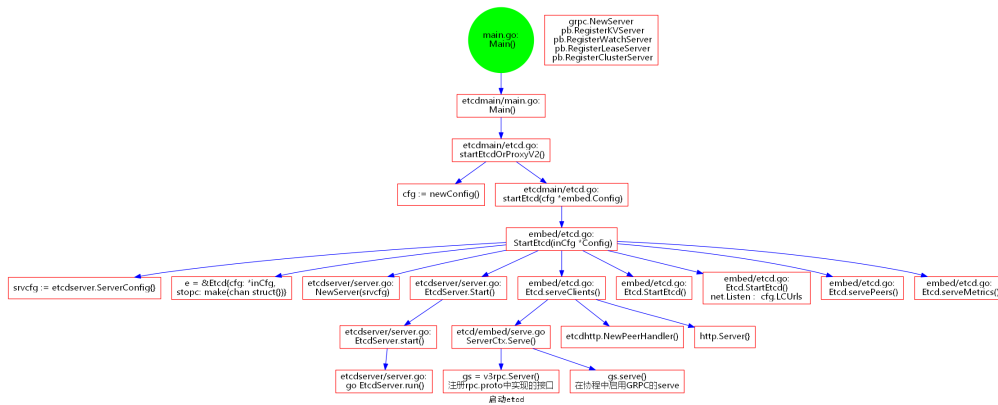 main.go:
Main()
grpc.NewServer
pb.RegisterKVServer
pb.RegisterWatchServer
pb.RegisterLeaseServer
pb.RegisterClusterServer
etcdmain/main.go:
Main()
etcdmain/etcd.go:
startEtcdOrProxyV2()
cfg := newConfig()
etcdmain/etcd.go:
startEtcd(cfg *embed.Config)
embed/etcd.go:
StartEtcd(inCfg *Config)
srvcfg := etcdserver.ServerConfig{}
e = &Etcd{cfg: *inCfg,
stopc: make(chan struct{})}
etcdserver/server.go:
NewServer(srvcfg)
etcdserver/server.go:
EtcdServer.Start()
embed/etcd.go:
Etcd.serveClients()
embed/etcd.go:
Etcd.StartEtcd()
embed/etcd.go:
Etcd.StartEtcd()
net.Listen : cfg.LCUrls
embed/etcd.go:
Etcd.servePeers()
embed/etcd.go:
Etcd.serveMetrics()
etcdserver/server.go:
EtcdServer.start()
etcd/embed/serve.go
ServerCtx.Serve()
etcdhttp.NewPeerHandler()
http.Server{}
etcdserver/server.go:
go EtcdServer.run()
gs = v3rpc.Server()
注册rpc.proto中实现的接口
gs.serve()
在协程中启用GRPC的serve
启动etcd